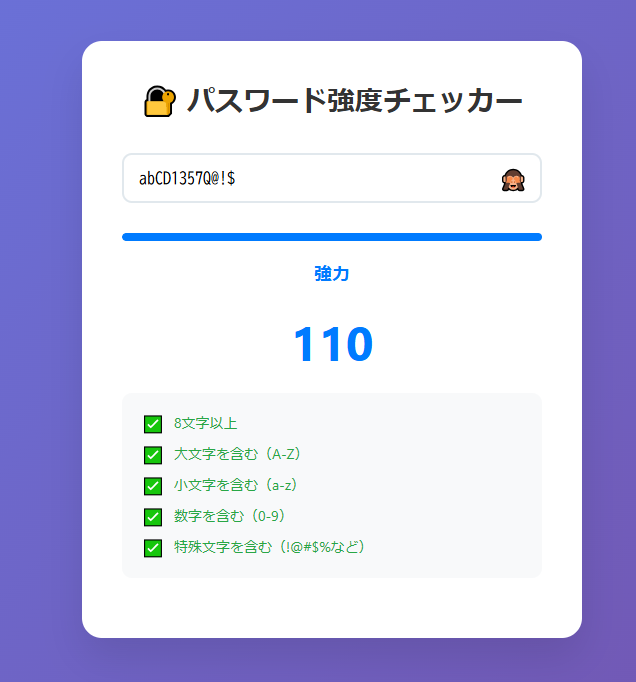 パスワード強度チェッカー
abCD1357Q@!$
強力
110
8文字以上
大文字を含む（A-Z）
小文字を含む（a-z）
数字を含む（0-9）
特殊文字を含む（!@#$%など）